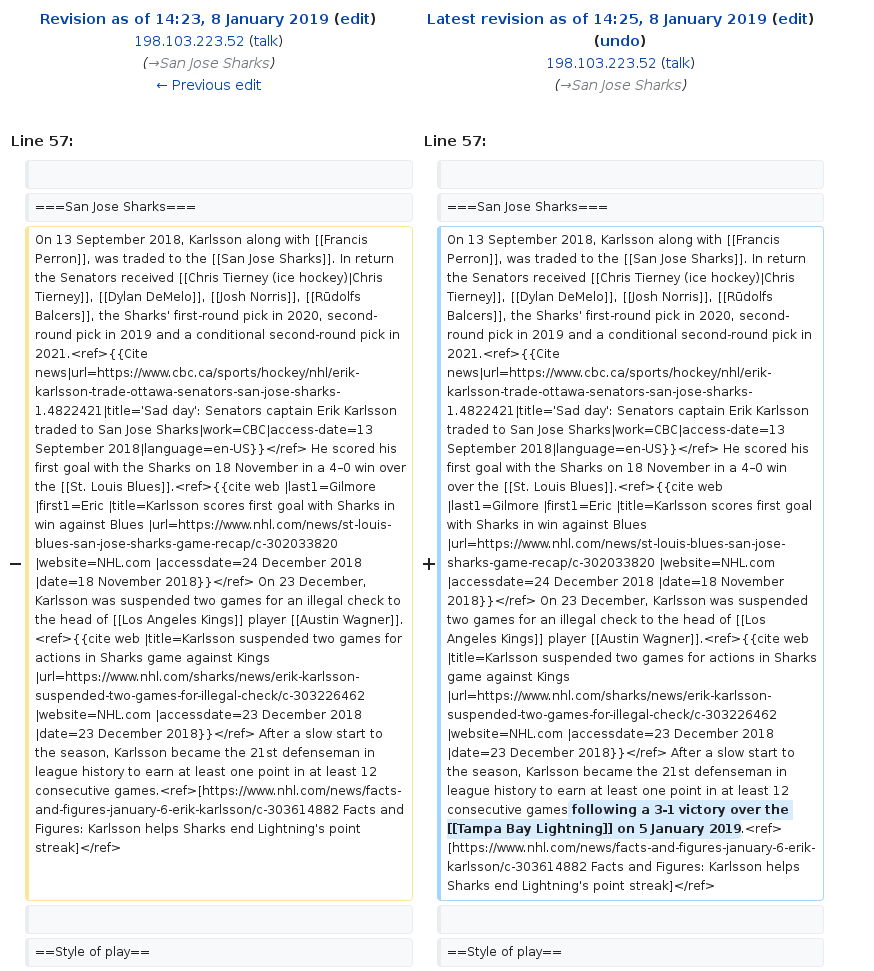 Revision as of 14:23, 8 January 2019 (edit)
198.103.223.52 (talk)
(→San Jose Sharks)
← Previous edit
Latest revision as of 14:25, 8 January 2019 (edit)
(undo)
198.103.223.52 (talk)
(→San Jose Sharks)
Line 57:
===San Jose Sharks===
−
On 13 September 2018, Karlsson along with [[Francis
Perron]], was traded to the [[San Jose Sharks]]. In return
the Senators received [[Chris Tierney (ice hockey)|Chris
Tierney]], [[Dylan DeMelo]], [[Josh Norris]], [[Rūdolfs
Balcers]], the Sharks' first-round pick in 2020, second-
round pick in 2019 and a conditional second-round pick in
2021.<ref>{{Cite
news|url=https://www.cbc.ca/sports/hockey/nhl/erik-
karlsson-trade-ottawa-senators-san-jose-sharks-
1.4822421|title='Sad day': Senators captain Erik Karlsson
traded to San Jose Sharks|work=CBC|access-date=13
September 2018|language=en-US}}</ref> He scored his
first goal with the Sharks on 18 November in a 4–0 win over
the [[St. Louis Blues]].<ref>{{cite web |last1=Gilmore
|first1=Eric |title=Karlsson scores first goal with Sharks in
win against Blues |url=https://www.nhl.com/news/st-louis-
blues-san-jose-sharks-game-recap/c-302033820
|website=NHL.com |accessdate=24 December 2018
|date=18 November 2018}}</ref> On 23 December,
Karlsson was suspended two games for an illegal check to
the head of [[Los Angeles Kings]] player [[Austin Wagner]].
<ref>{{cite web |title=Karlsson suspended two games for
actions in Sharks game against Kings
|url=https://www.nhl.com/sharks/news/erik-karlsson-
suspended-two-games-for-illegal-check/c-303226462
|website=NHL.com |accessdate=23 December 2018
|date=23 December 2018}}</ref> After a slow start to
the season, Karlsson became the 21st defenseman in
league history to earn at least one point in at least 12
consecutive games.<ref>[https://www.nhl.com/news/facts-
and-figures-january-6-erik-karlsson/c-303614882 Facts and
Figures: Karlsson helps Sharks end Lightning's point
streak]</ref>
==Style of play==
Line 57:
===San Jose Sharks===
+
On 13 September 2018, Karlsson along with [[Francis
Perron]], was traded to the [[San Jose Sharks]]. In return
the Senators received [[Chris Tierney (ice hockey)|Chris
Tierney]], [[Dylan DeMelo]], [[Josh Norris]], [[Rūdolfs
Balcers]], the Sharks' first-round pick in 2020, second-
round pick in 2019 and a conditional second-round pick in
2021.<ref>{{Cite
news|url=https://www.cbc.ca/sports/hockey/nhl/erik-
karlsson-trade-ottawa-senators-san-jose-sharks-
1.4822421|title='Sad day': Senators captain Erik Karlsson
traded to San Jose Sharks|work=CBC|access-date=13
September 2018|language=en-US}}</ref> He scored his
first goal with the Sharks on 18 November in a 4–0 win
over the [[St. Louis Blues]].<ref>{{cite web
|last1=Gilmore |first1=Eric |title=Karlsson scores first goal
with Sharks in win against Blues
|url=https://www.nhl.com/news/st-louis-blues-san-jose-
sharks-game-recap/c-302033820 |website=NHL.com
|accessdate=24 December 2018 |date=18 November
2018}}</ref> On 23 December, Karlsson was suspended
two games for an illegal check to the head of [[Los
Angeles Kings]] player [[Austin Wagner]].<ref>{{cite web
|title=Karlsson suspended two games for actions in Sharks
game against Kings
|url=https://www.nhl.com/sharks/news/erik-karlsson-
suspended-two-games-for-illegal-check/c-303226462
|website=NHL.com |accessdate=23 December 2018
|date=23 December 2018}}</ref> After a slow start to
the season, Karlsson became the 21st defenseman in
league history to earn at least one point in at least 12
consecutive games following a 3-1 victory over the
[[Tampa Bay Lightning]] on 5 January 2019.<ref>
[https://www.nhl.com/news/facts-and-figures-january-6-erik-
karlsson/c-303614882 Facts and Figures: Karlsson helps
Sharks end Lightning's point streak]</ref>
==Style of play==